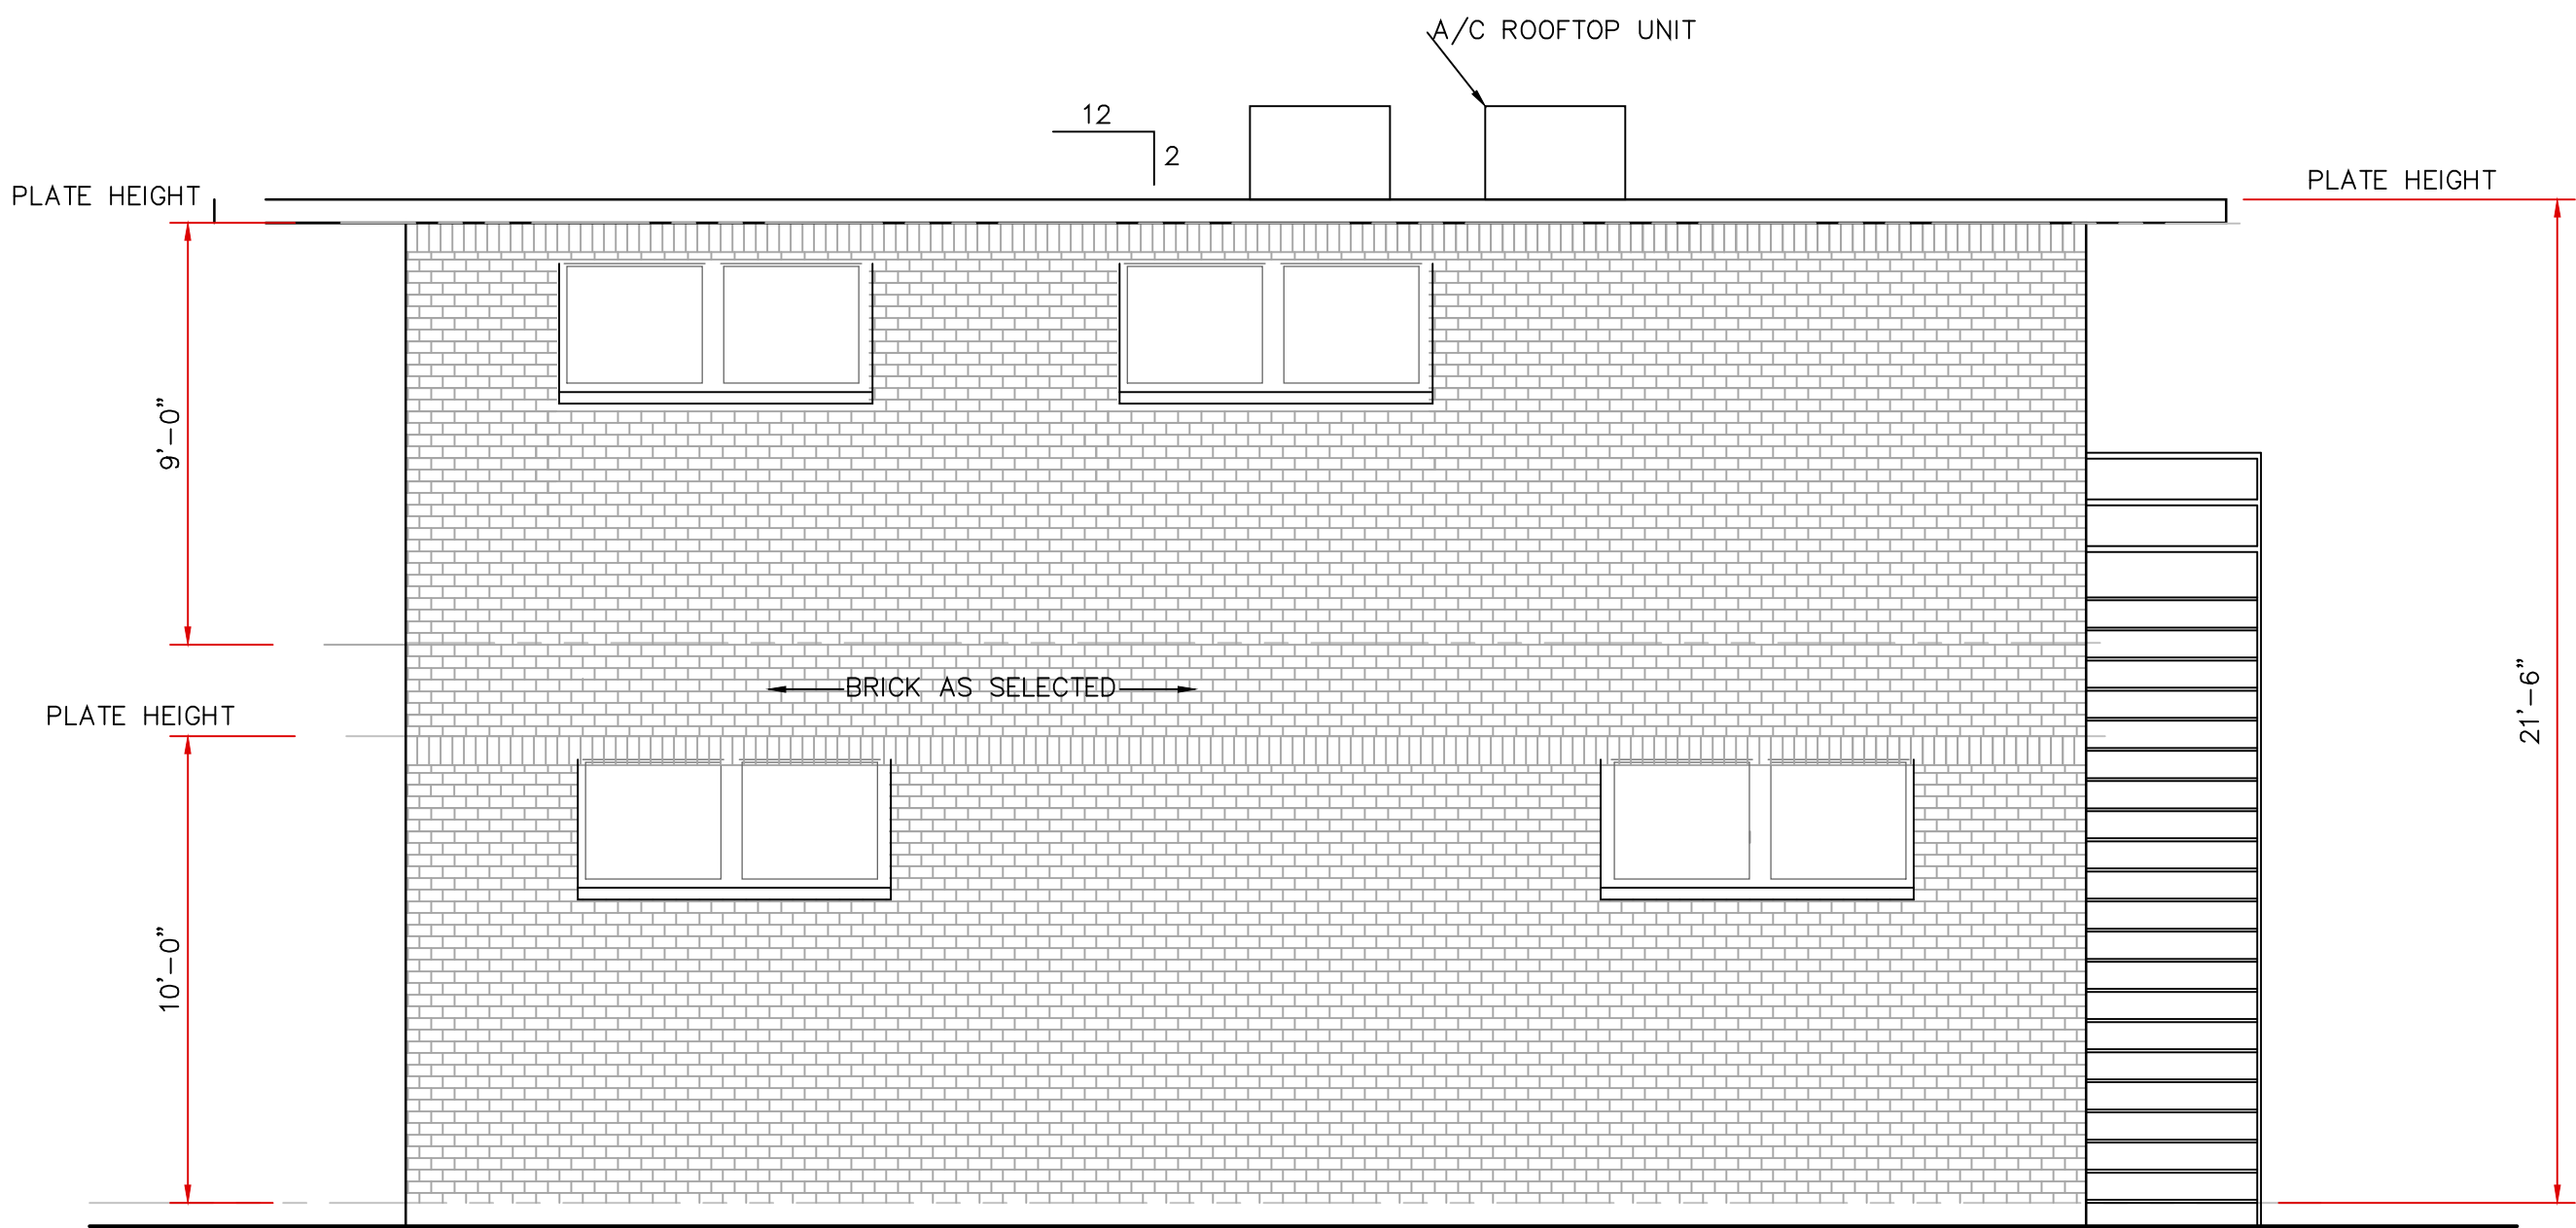 A/C ROOFTOP UNIT
12
2
PLATE HEIGHT
PLATE HEIGHT
9'-0"
BRICK AS SELECTED
PLATE HEIGHT
21'-6"
10'-0"